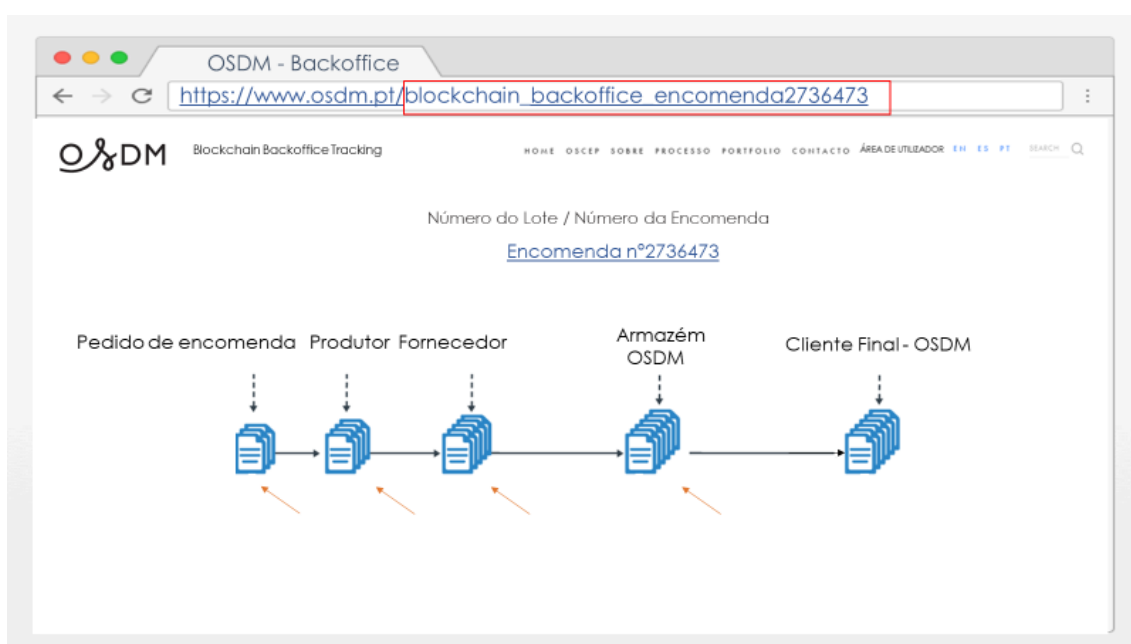 OSDM - Backoffice
https://www.osdm.pt/blockchain_backoffice_encomenda2736473
OSDM Blockchain Backoffice Tracking HOME OSCEP SOBRE PROCESSO PORTFOLIO CONTACTO ÁREA DE UTILIZADOR EN ES PT SEARCH
Número do Lote / Número da Encomenda
Encomenda nº2736473
Pedido de encomenda Produtor Fornecedor Armazém OSDM Cliente Final - OSDM